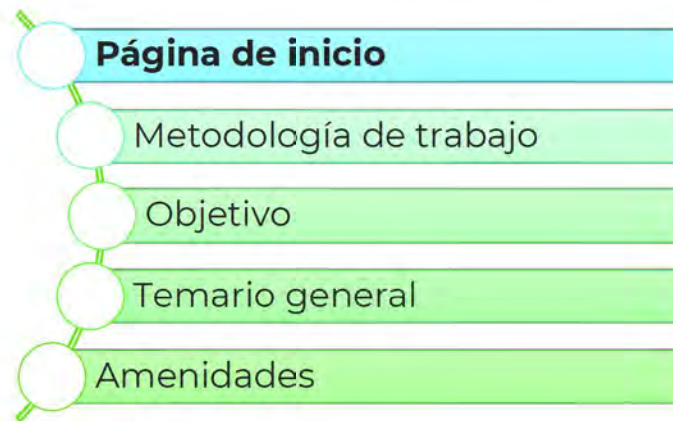 Página de inicio
Metodología de trabajo
Objetivo
Temario general
Amenidades